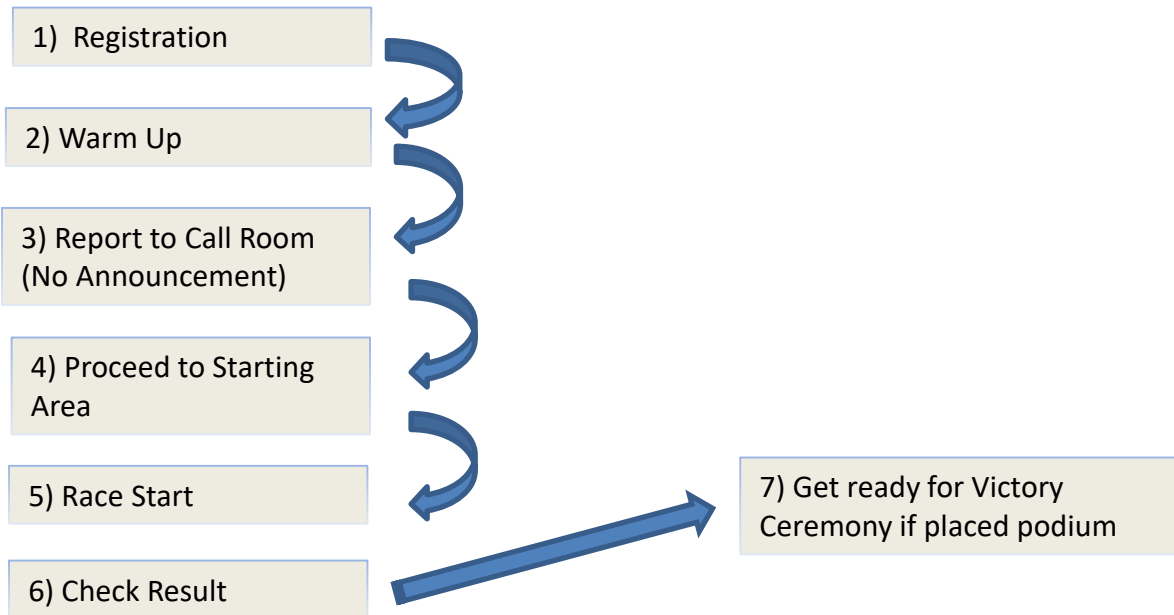 1) Registration
2) Warm Up
3) Report to Call Room
(No Announcement)
4) Proceed to Starting
Area
5) Race Start
6) Check Result
7) Get ready for Victory
Ceremony if placed podium